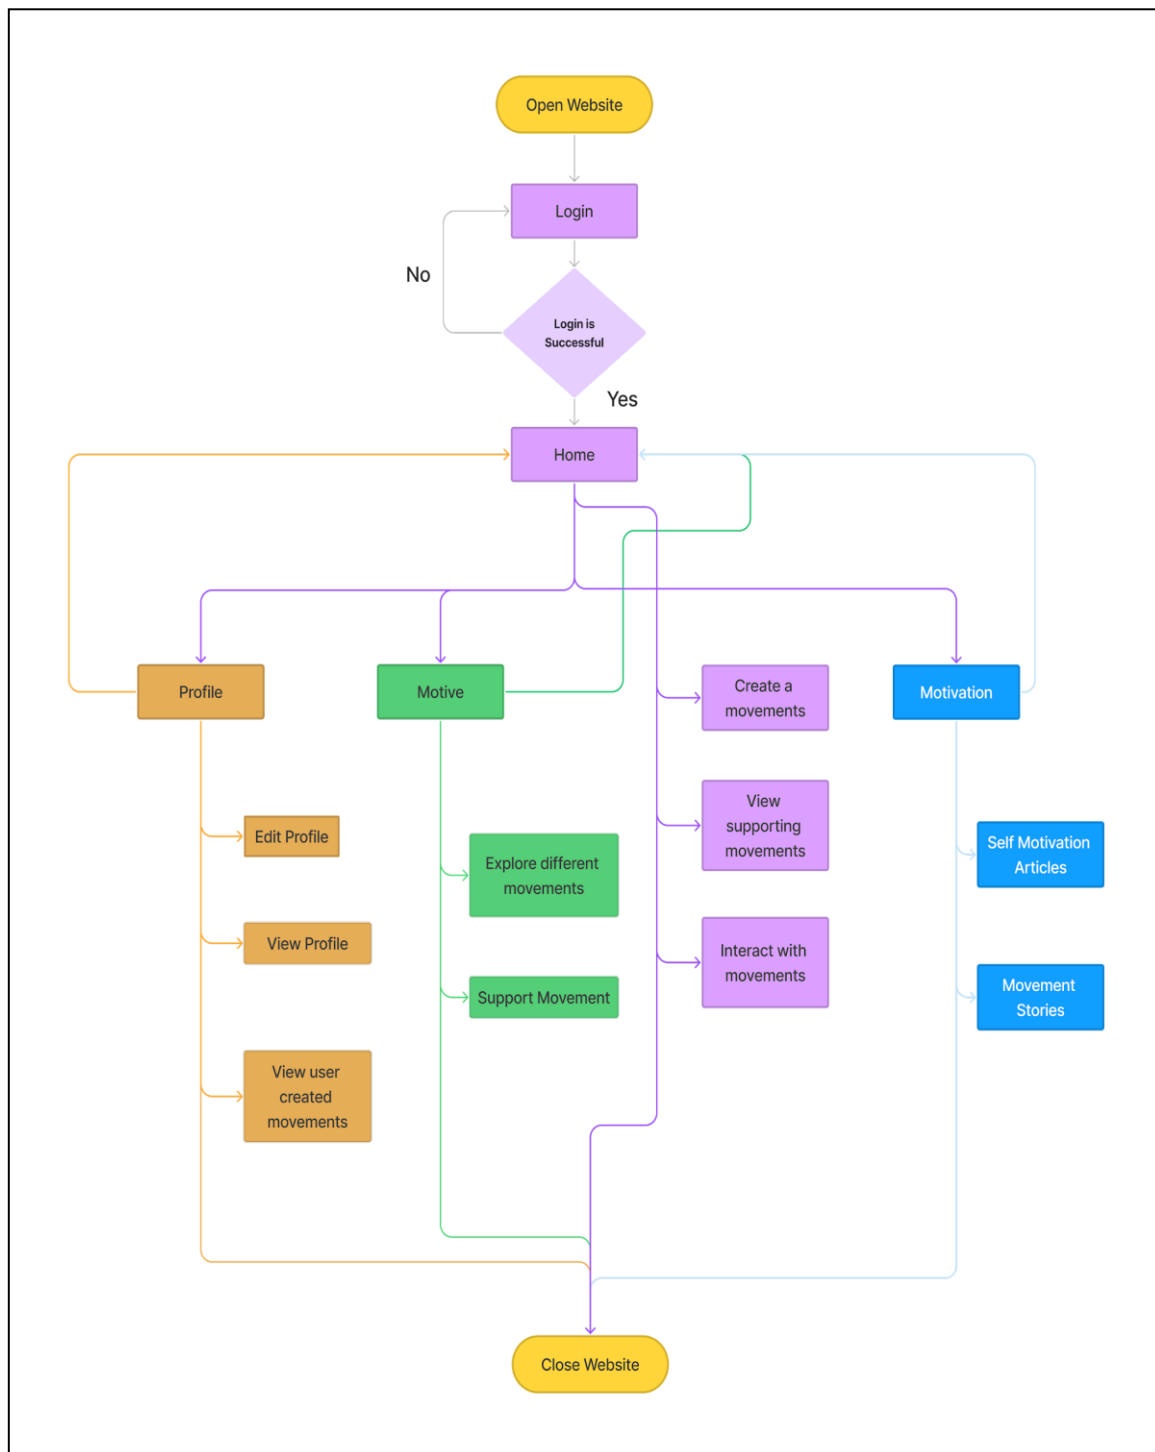 Open Website
Login
No
Login is
Successful
Yes
Home
Profile
Motive
Create a
movements
Motivation
Edit Profile
View
supporting
movements
Explore different
movements
Self Motivation
Articles
View Profile
Interact with
movements
Support Movement
Movement
Stories
View user
created
movements
Close Website